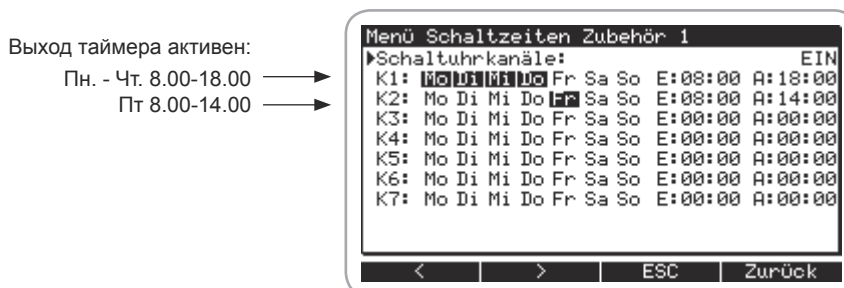 Выход таймера активен:
Пн. - Чт. 8.00-18.00
Пт 8.00-14.00
Menü Schaltzeiten Zubehör 1
Schaltuhrkanäle: EIN
K1: Mo Di Mi Do Fr Sa So E:08:00 A:18:00
K2: Mo Di Mi Do Fr Sa So E:08:00 A:14:00
K3: Mo Di Mi Do Fr Sa So E:00:00 A:00:00
K4: Mo Di Mi Do Fr Sa So E:00:00 A:00:00
K5: Mo Di Mi Do Fr Sa So E:00:00 A:00:00
K6: Mo Di Mi Do Fr Sa So E:00:00 A:00:00
K7: Mo Di Mi Do Fr Sa So E:00:00 A:00:00
< > ESC Zurück